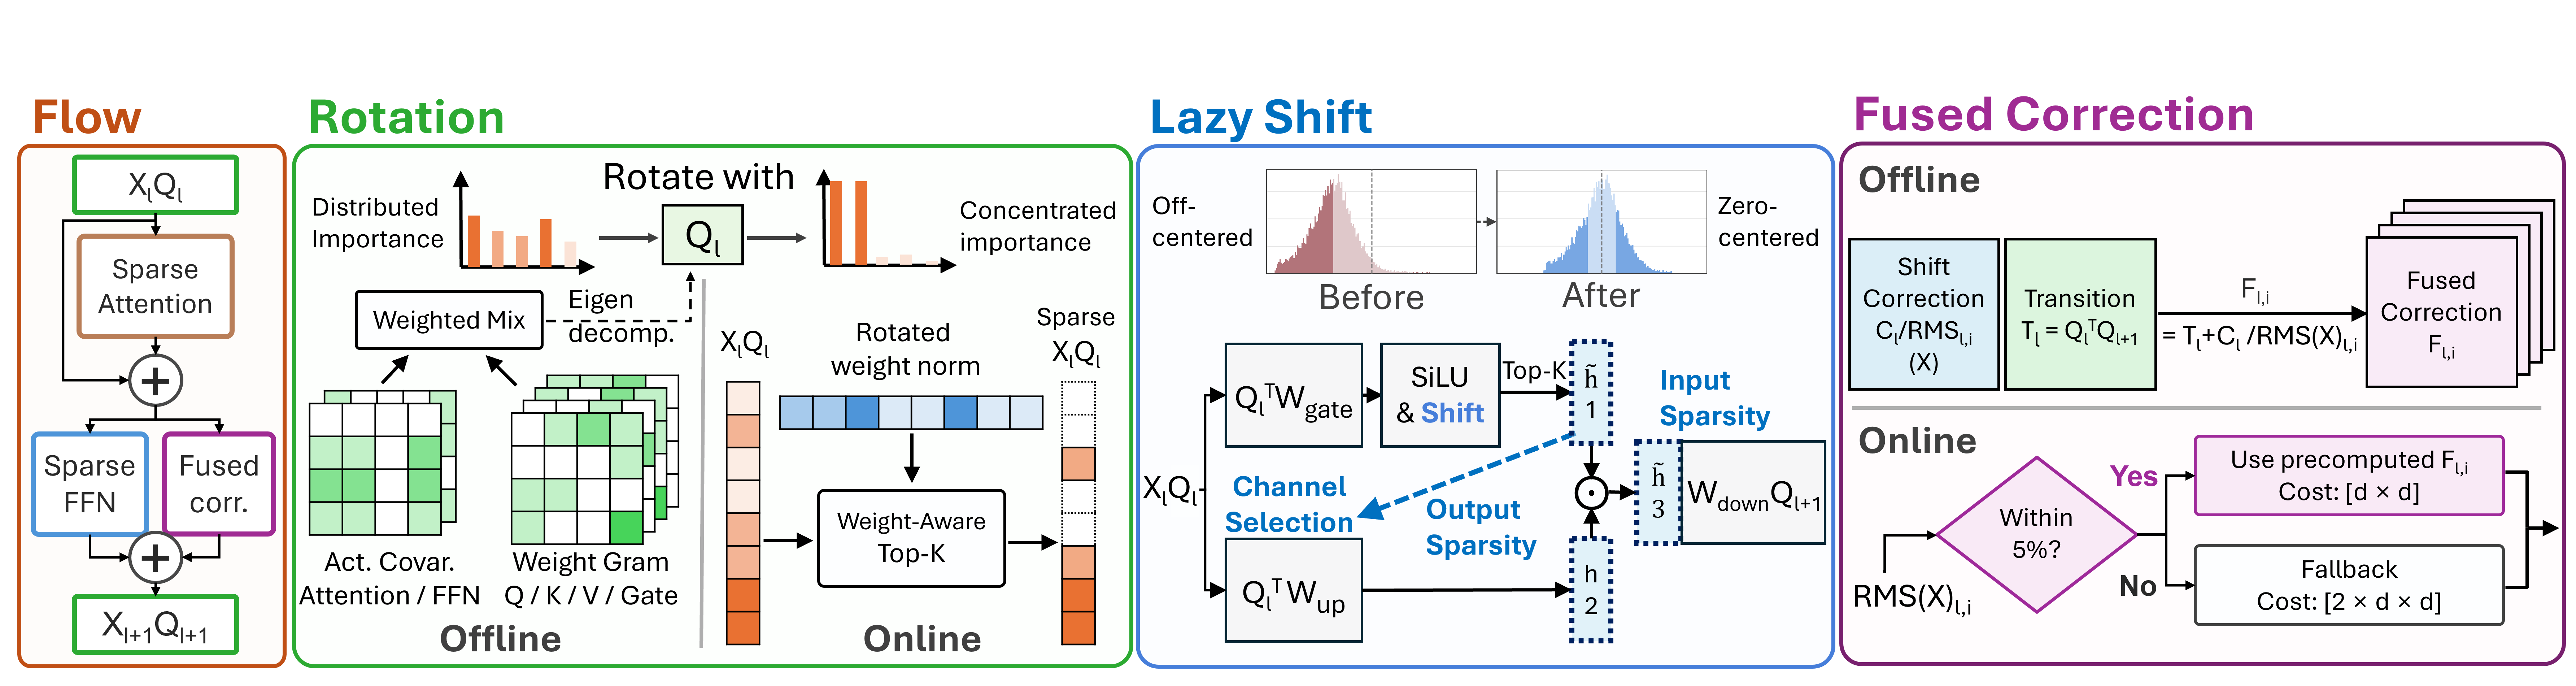 Flow
XₗQₗ
Sparse
Attention
+
Sparse
FFN
Fused
corr.
+
Xₗ₊₁Qₗ₊₁
Rotation
Distributed
Importance
Rotate with
Qₗ
Concentrated
importance
Weighted Mix
Eigen
decomp.
Act. Covar.
Attention / FFN
Weight Gram
Q / K / V / Gate
Offline
XₗQₗ
Rotated
weight norm
Weight-Aware
Top-K
Sparse
XₗQₗ
Online
Lazy Shift
Off-
centered
Before
After
Zero-
centered
XₗQₗ
QₗᵀW_gate
SiLU
& Shift
Top-K
h̃
1
Input
Sparsity
Channel
Selection
Output
Sparsity
h̃
3
W_downQₗ₊₁
QₗᵀW_up
h
2
Fused Correction
Offline
Shift
Correction
Cₗ/RMSₗ,ᵢ
(X)
Transition
Tₗ = QₗᵀQₗ₊₁
Fₗ,ᵢ
= Tₗ+Cₗ /RMS(X)ₗ,ᵢ
Fused
Correction
Fₗ,ᵢ
Online
RMS(X)ₗ,ᵢ
Within
5%?
Yes
Use precomputed Fₗ,ᵢ
Cost: [d × d]
No
Fallback
Cost: [2 × d × d]